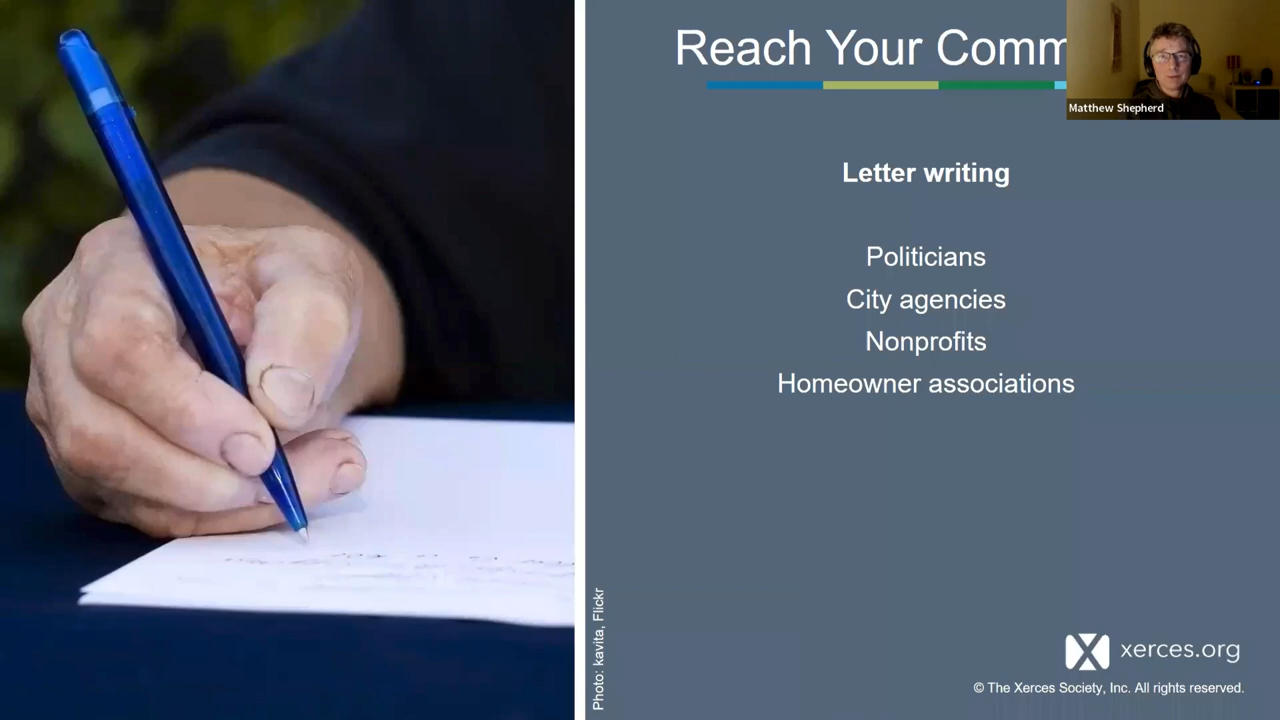 Reach Your Comm
Matthew Shepherd
Letter writing
Politicians
City agencies
Nonprofits
Homeowner associations
Photo: kavita, Flickr
xerces.org
© The Xerces Society, Inc. All rights reserved.